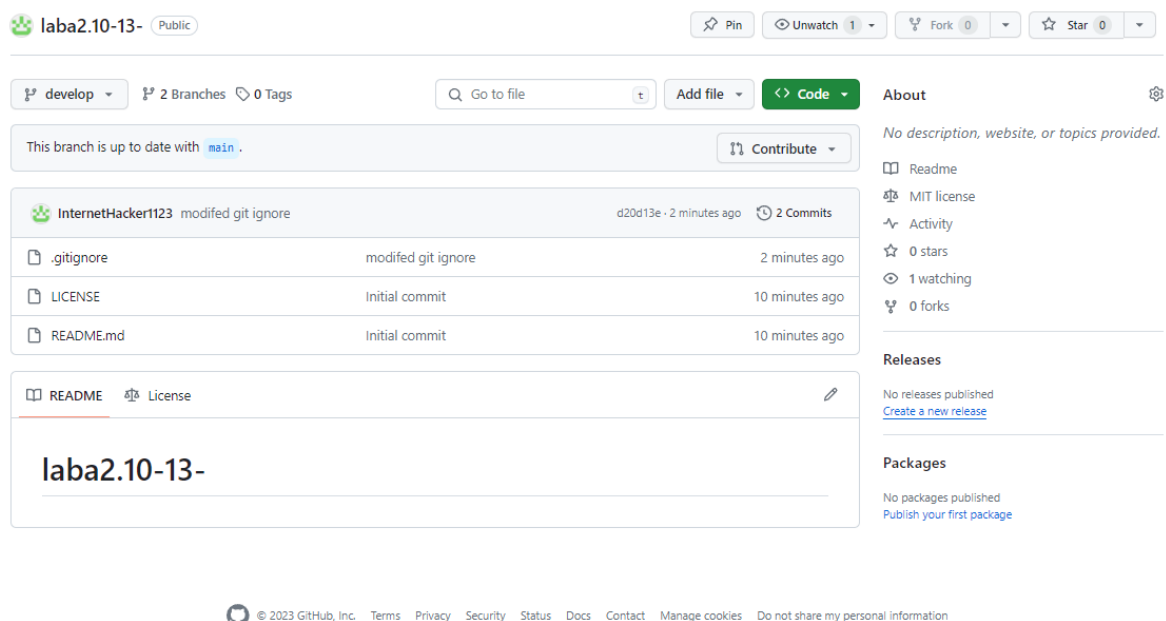 laba2.10-13- Public Pin Unwatch 1 Fork 0 Star 0
develop 2 Branches 0 Tags Go to file t Add file Code
This branch is up to date with main . Contribute
InternetHacker1123 modifed git ignore d20d13e · 2 minutes ago 2 Commits
.gitignore modifed git ignore 2 minutes ago
LICENSE Initial commit 10 minutes ago
README.md Initial commit 10 minutes ago
README License
laba2.10-13-
About
No description, website, or topics provided.
Readme
MIT license
Activity
0 stars
1 watching
0 forks
Releases
No releases published
Create a new release
Packages
No packages published
Publish your first package
© 2023 GitHub, Inc. Terms Privacy Security Status Docs Contact Manage cookies Do not share my personal information